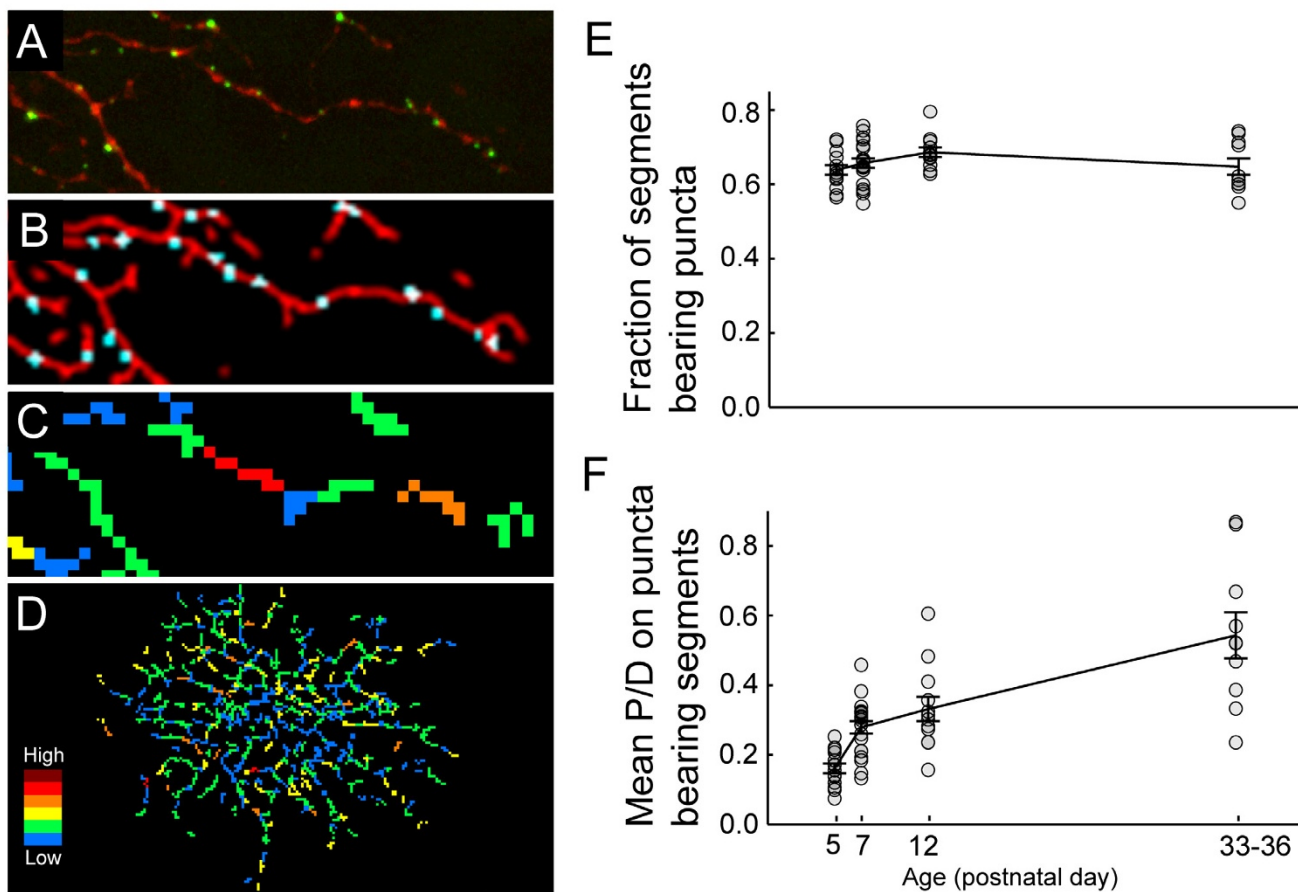 A
B
C
D
High
Low
E
Fraction of segments
bearing puncta
0.8
0.6
0.4
0.2
0.0
F
Mean P/D on puncta
bearing segments
0.8
0.6
0.4
0.2
0.0
5 7 12 33-36
Age (postnatal day)